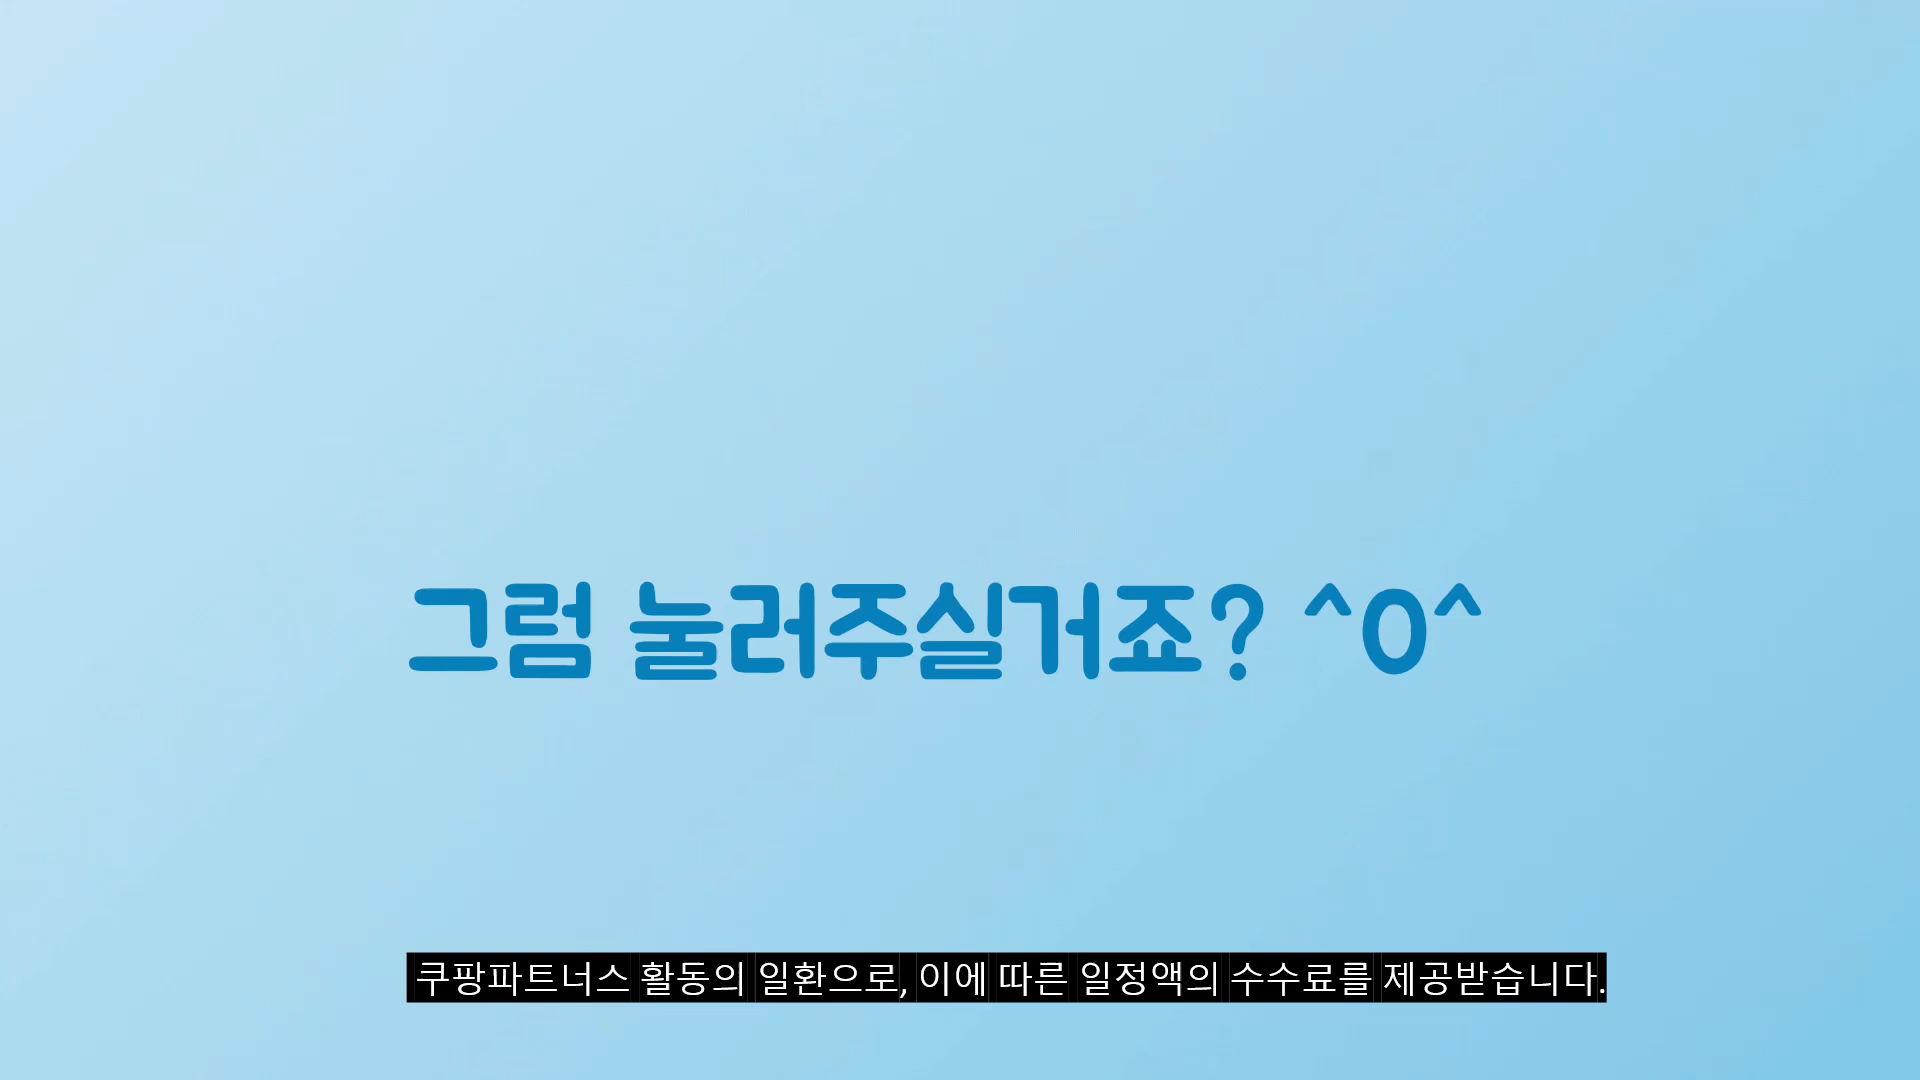 그럼 눌러주실거죠? ^0^
쿠팡파트너스 활동의 일환으로, 이에 따른 일정액의 수수료를 제공받습니다.